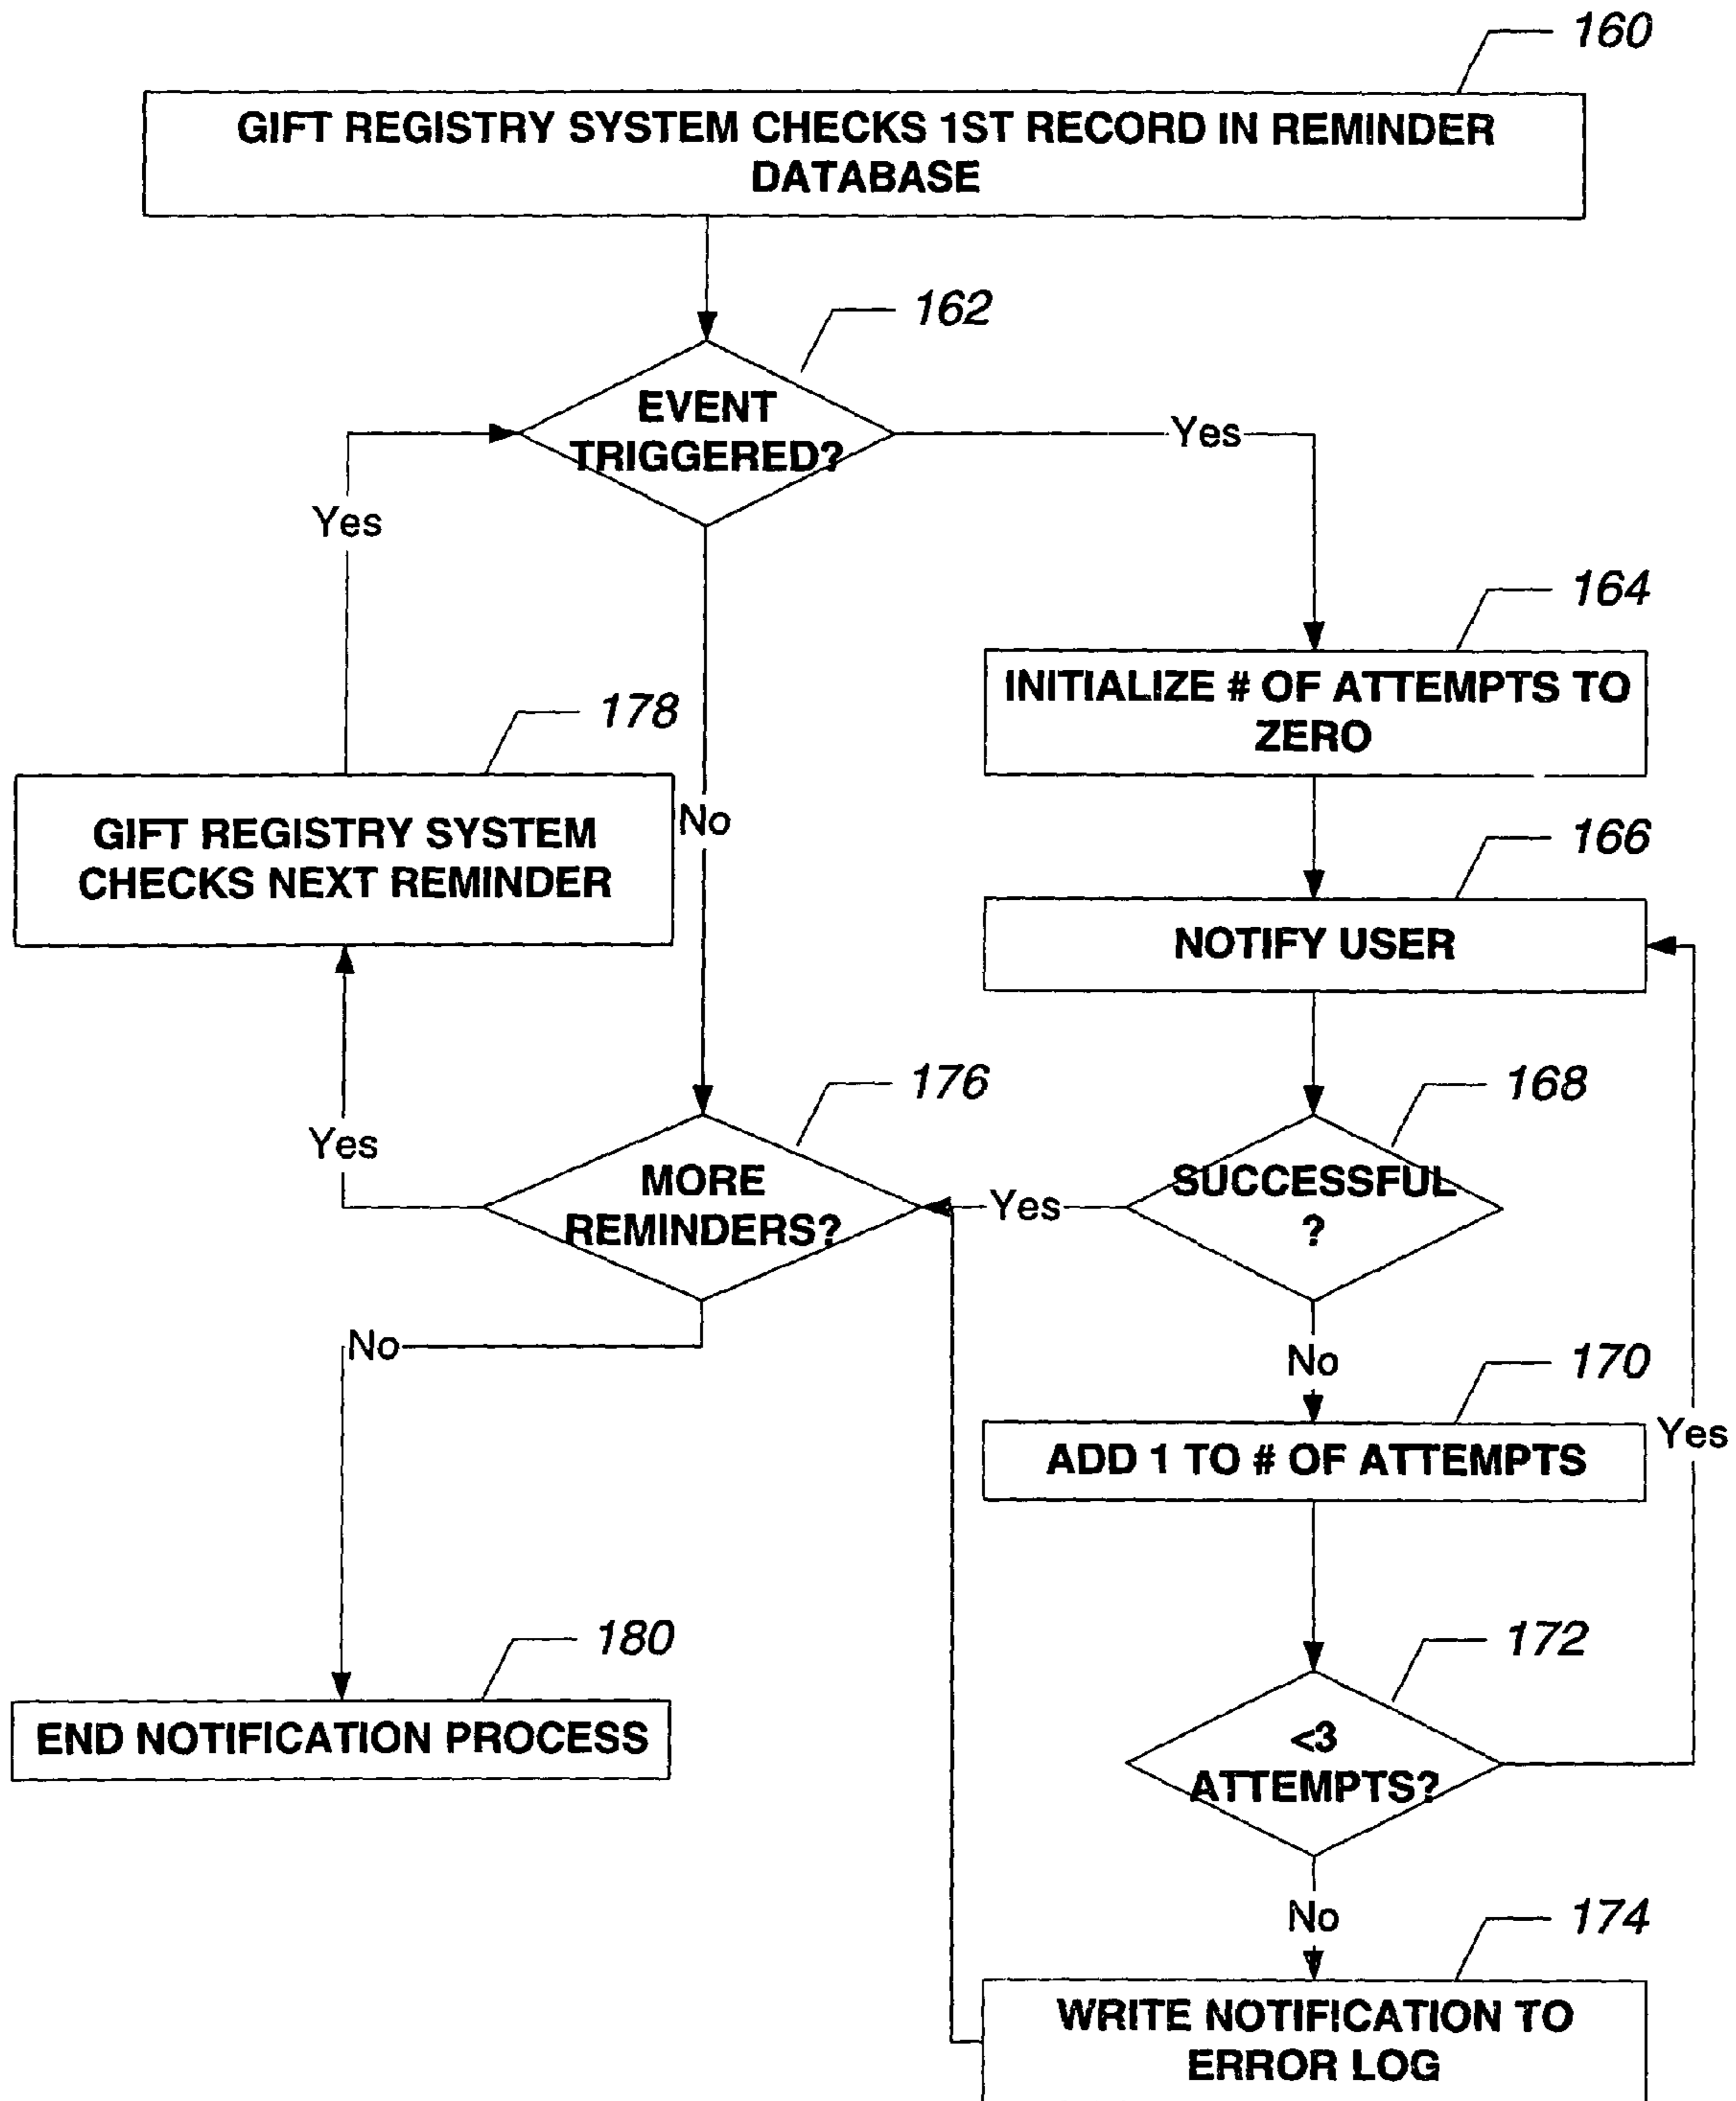 160
GIFT REGISTRY SYSTEM CHECKS 1ST RECORD IN REMINDER
DATABASE
162
EVENT
TRIGGERED?
Yes
Yes
164
INITIALIZE # OF ATTEMPTS TO
ZERO
178
GIFT REGISTRY SYSTEM
CHECKS NEXT REMINDER
No
166
NOTIFY USER
176
168
Yes
MORE
REMINDERS?
Yes
SUCCESSFUL
?
No
No
170
ADD 1 TO # OF ATTEMPTS
Yes
180
END NOTIFICATION PROCESS
172
<3
ATTEMPTS?
No
174
WRITE NOTIFICATION TO
ERROR LOG